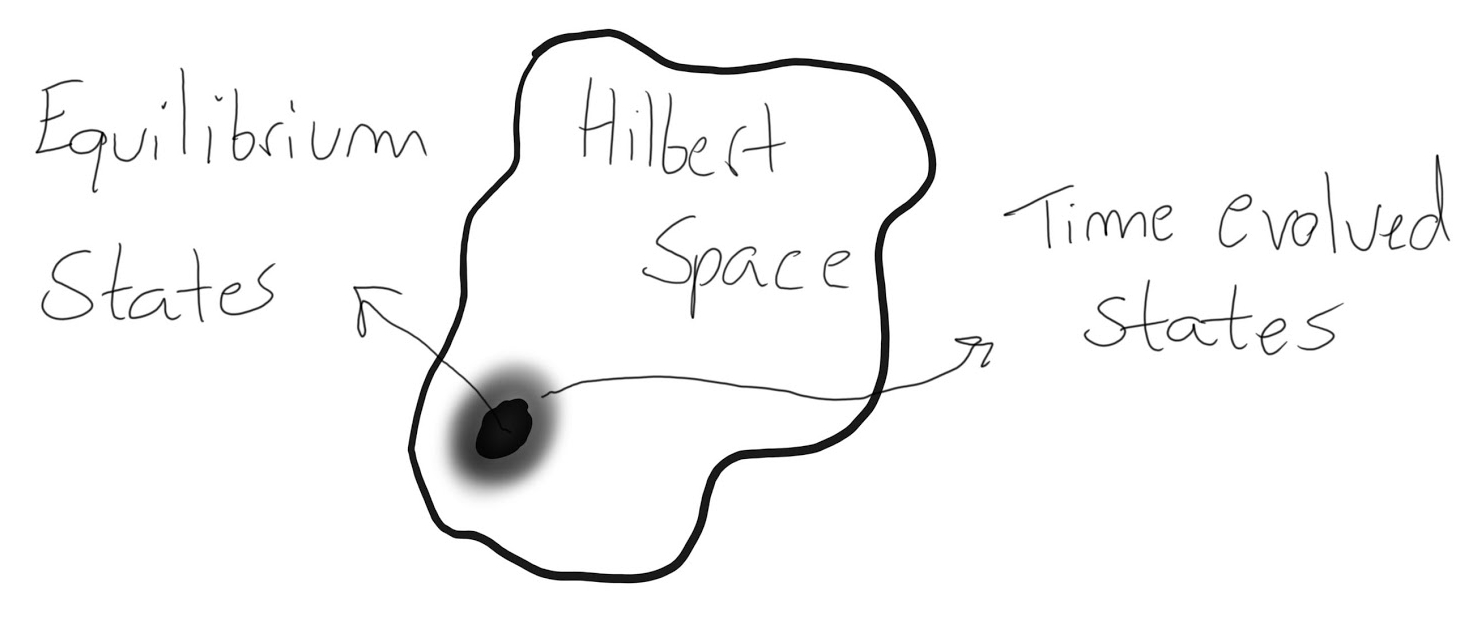 Equilibrium
States
Hilbert
Space
Time evolved
states